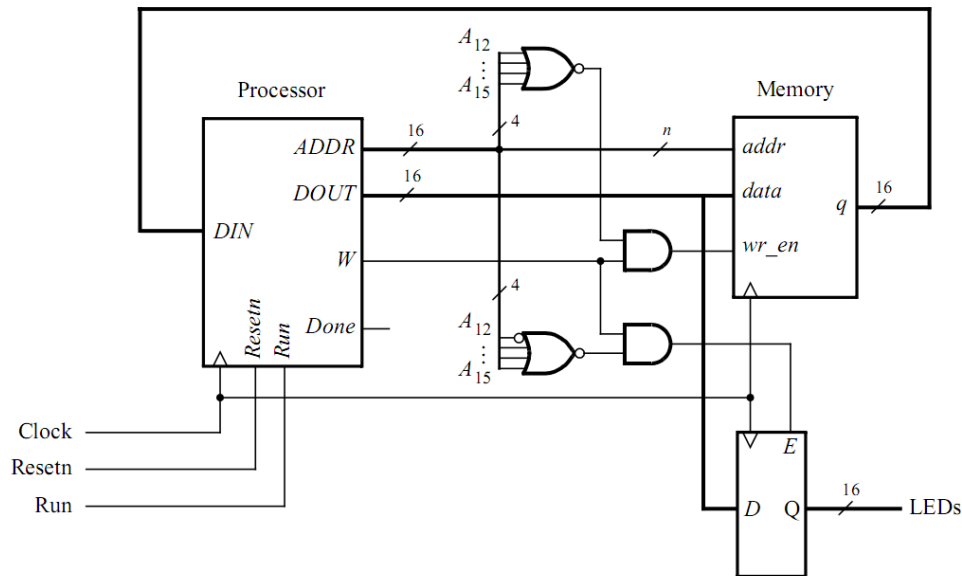 A12
⋮
A15
Processor
Memory
4
ADDR
16
n
addr
DOUT
16
data
DIN
q
16
W
wr_en
4
Resetn
Run
Done
A12
⋮
A15
Clock
Resetn
Run
E
D
Q
16
LEDs